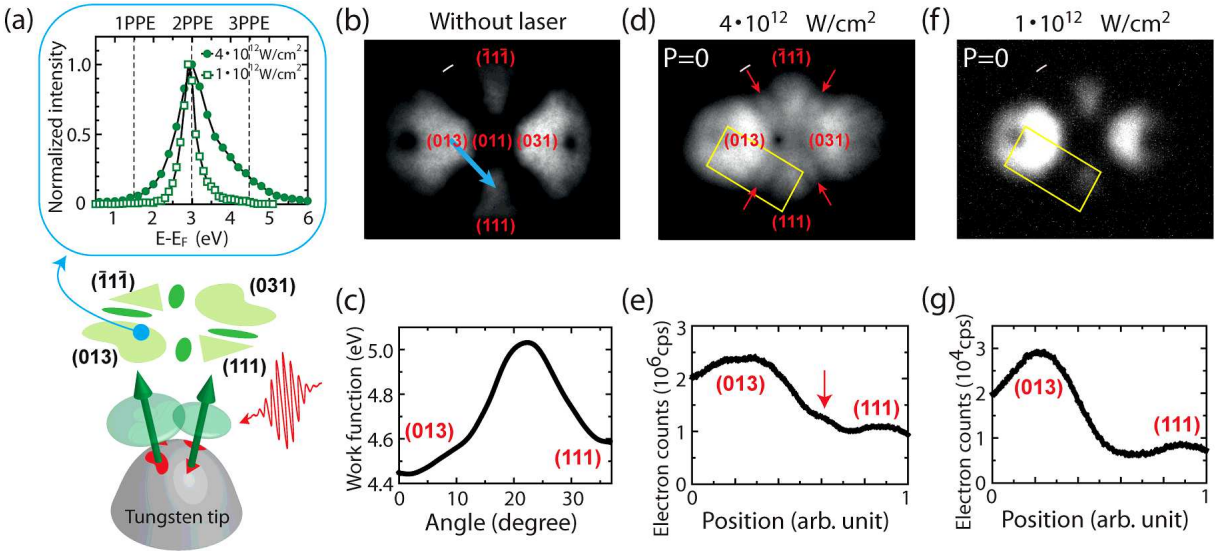 (a)
1PPE 2PPE 3PPE
4•10¹²W/cm²
1•10¹²W/cm²
Normalized intensity
1.0
0.5
0
1 2 3 4 5 6
E-E_F (eV)
(1̄11̄)
(031)
(013)
(111)
Tungsten tip
(b)
Without laser
(1̄11̄)
(013) (011) (031)
(111)
(c)
Work function (eV)
5.0
4.8
4.6
4.4
(013)
(111)
0 10 20 30
Angle (degree)
(d)
4•10¹² W/cm²
P=0
(1̄11̄)
(013)
(031)
(111)
(e)
Electron counts (10⁶cps)
3
2
1
0
(013)
(111)
0 1
Position (arb. unit)
(f)
1•10¹² W/cm²
P=0
(g)
Electron counts (10⁴cps)
3
2
1
0
(013)
(111)
0 1
Position (arb. unit)